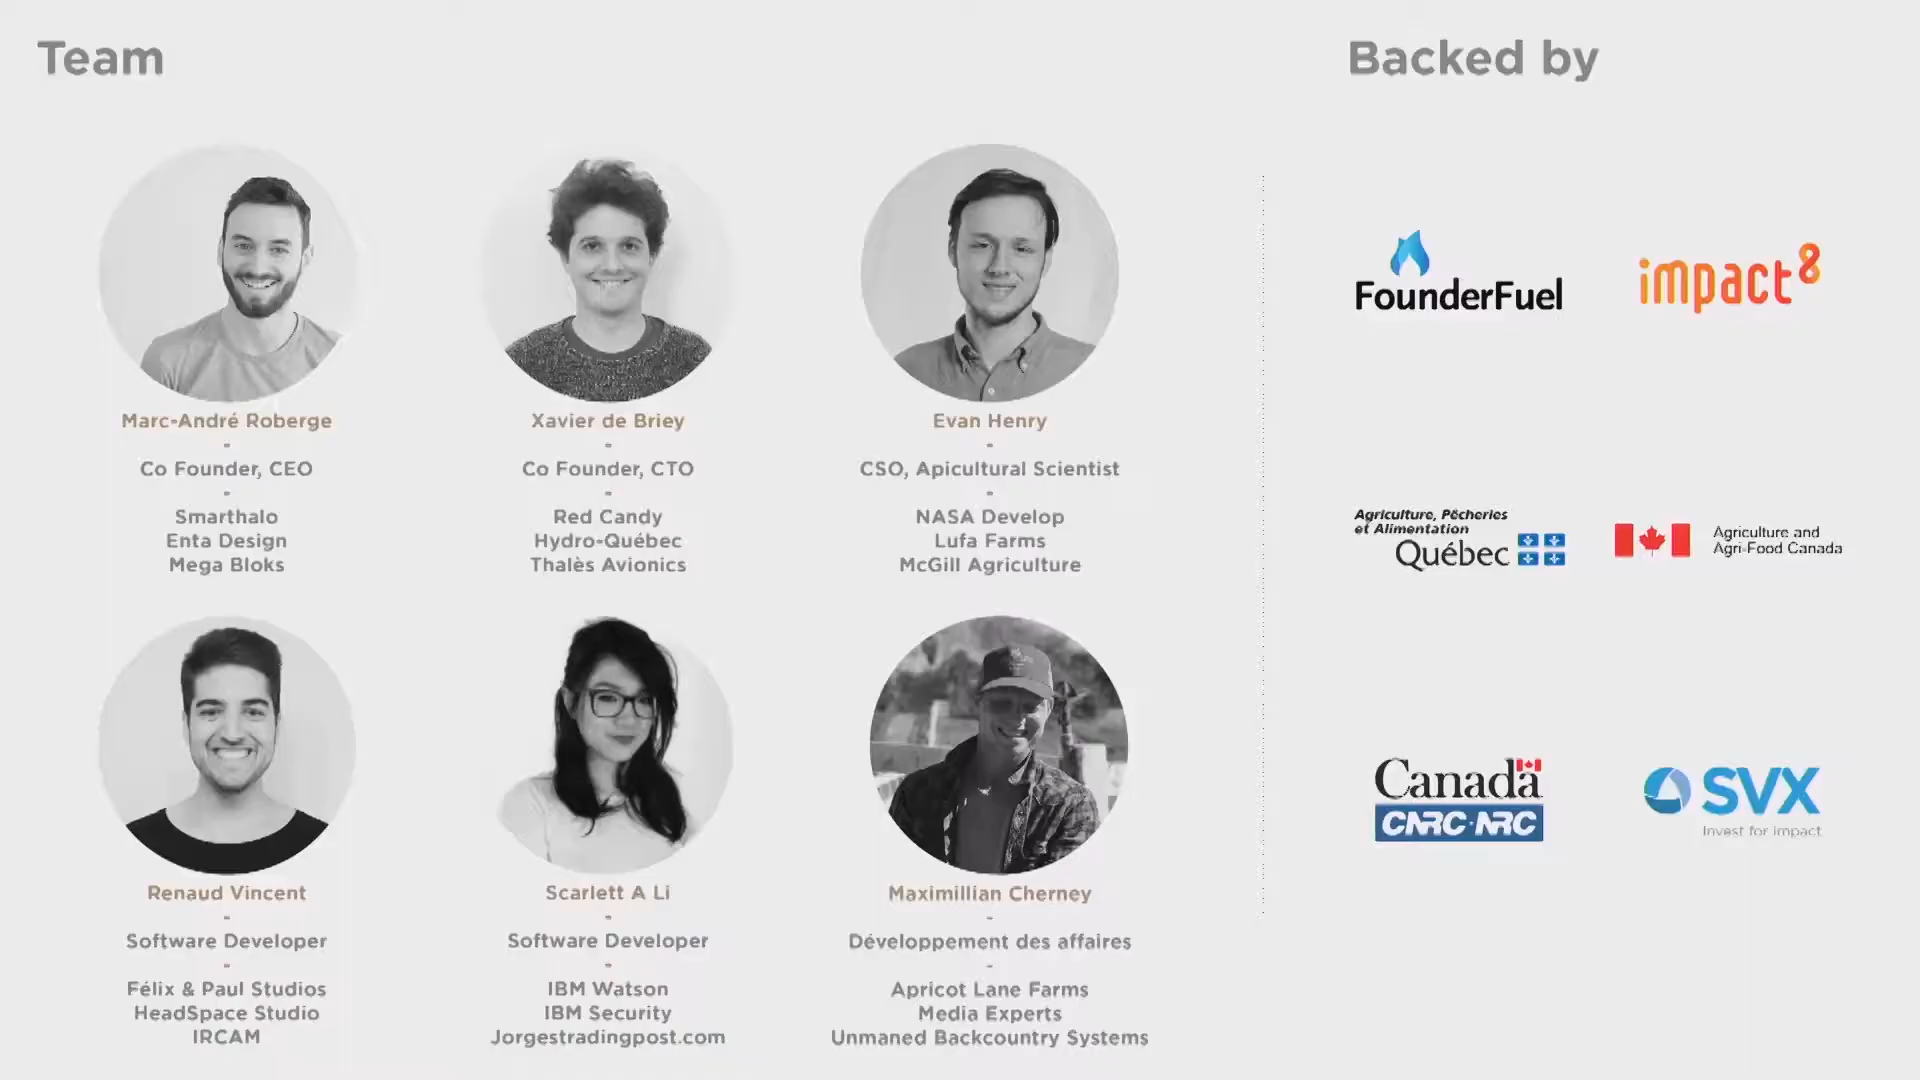 Team
Backed by
Marc-André Roberge
-
Co Founder, CEO
-
Smarthalo
Enta Design
Mega Bloks
Xavier de Briey
-
Co Founder, CTO
-
Red Candy
Hydro-Québec
Thalès Avionics
Evan Henry
-
CSO, Apicultural Scientist
-
NASA Develop
Lufa Farms
McGill Agriculture
Renaud Vincent
-
Software Developer
-
Félix & Paul Studios
HeadSpace Studio
IRCAM
Scarlett A Li
-
Software Developer
-
IBM Watson
IBM Security
Jorgestradingpost.com
Maximillian Cherney
-
Développement des affaires
-
Apricot Lane Farms
Media Experts
Unmaned Backcountry Systems
FounderFuel
impact8
Agriculture, Pêcheries
et Alimentation
Québec
Agriculture and
Agri-Food Canada
Canada
CNRC·NRC
SVX
Invest for impact